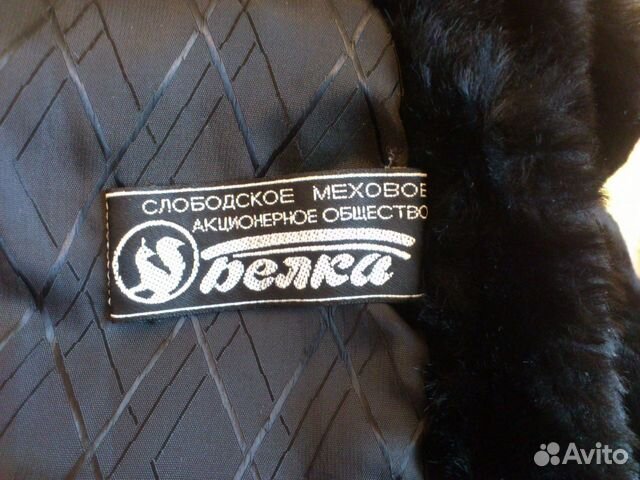 СЛОБОДСКОЕ МЕХОВОЕ
АКЦИОНЕРНОЕ ОБЩЕСТВО
белка
Avito